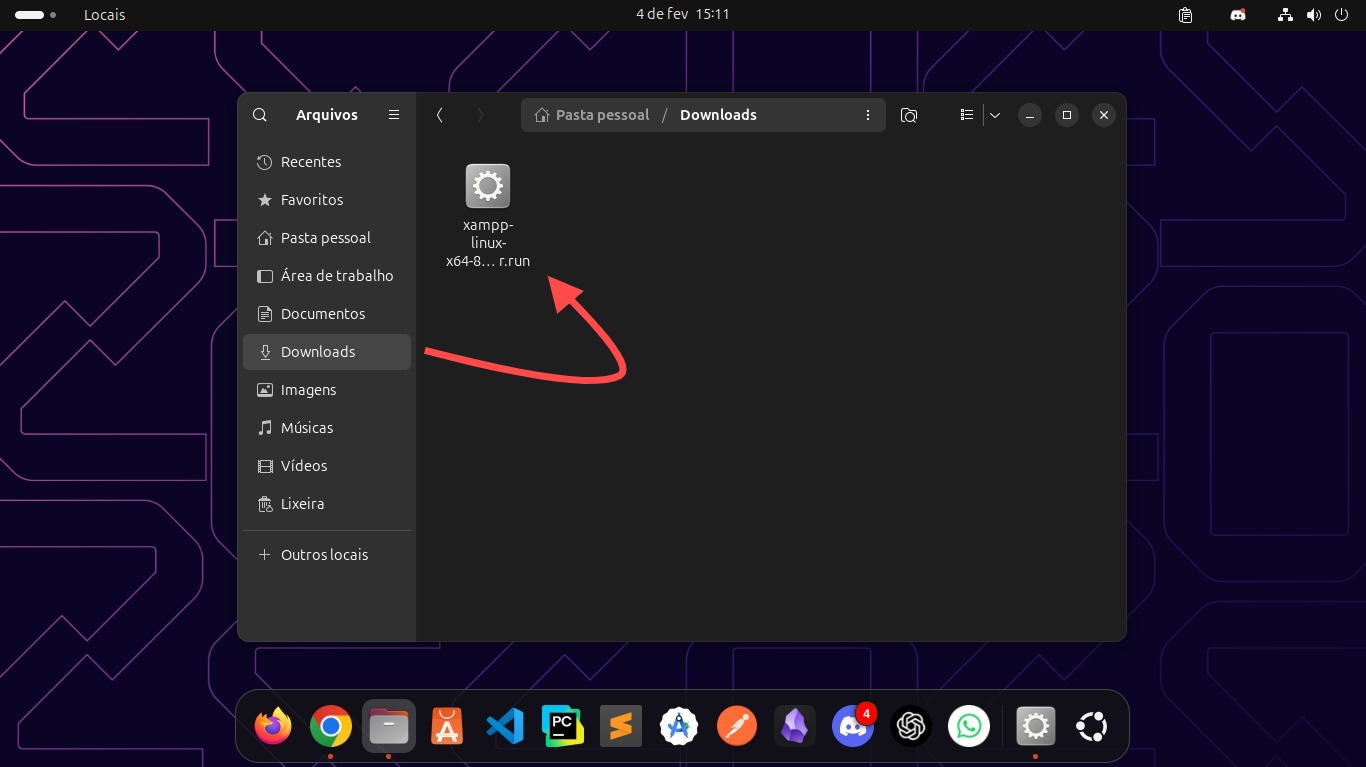 Locais
4 de fev 15:11
Arquivos
Pasta pessoal / Downloads
Recentes
Favoritos
Pasta pessoal
Área de trabalho
Documentos
Downloads
Imagens
Músicas
Vídeos
Lixeira
+ Outros locais
xampp-
linux-
x64-8... r.run
PC
4